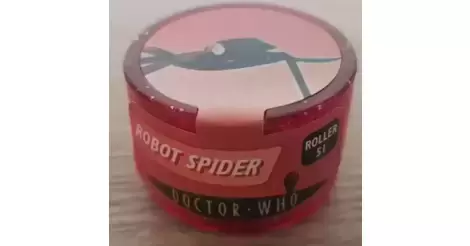 ROBOT SPIDER
ROLLER
51
DOCTOR · WHO